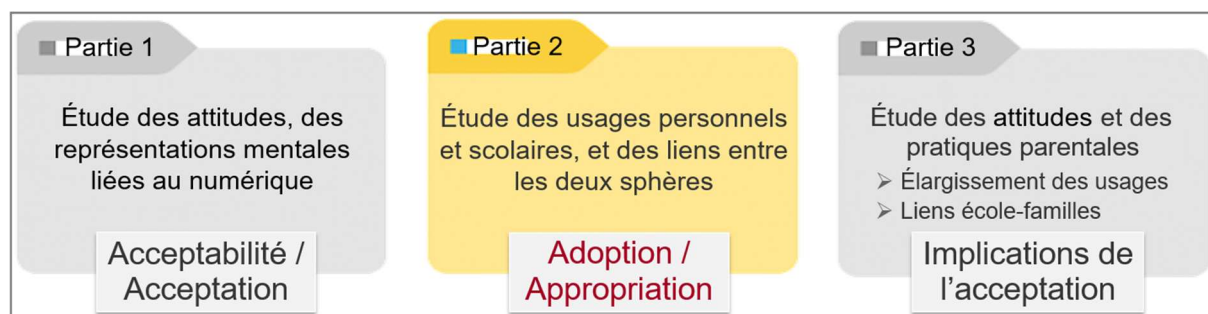 Partie 1
Étude des attitudes, des
représentations mentales
liées au numérique
Acceptabilité /
Acceptation
Partie 2
Étude des usages personnels
et scolaires, et des liens entre
les deux sphères
Adoption /
Appropriation
Partie 3
Étude des attitudes et des
pratiques parentales
➢ Élargissement des usages
➢ Liens école-familles
Implications de
l’acceptation